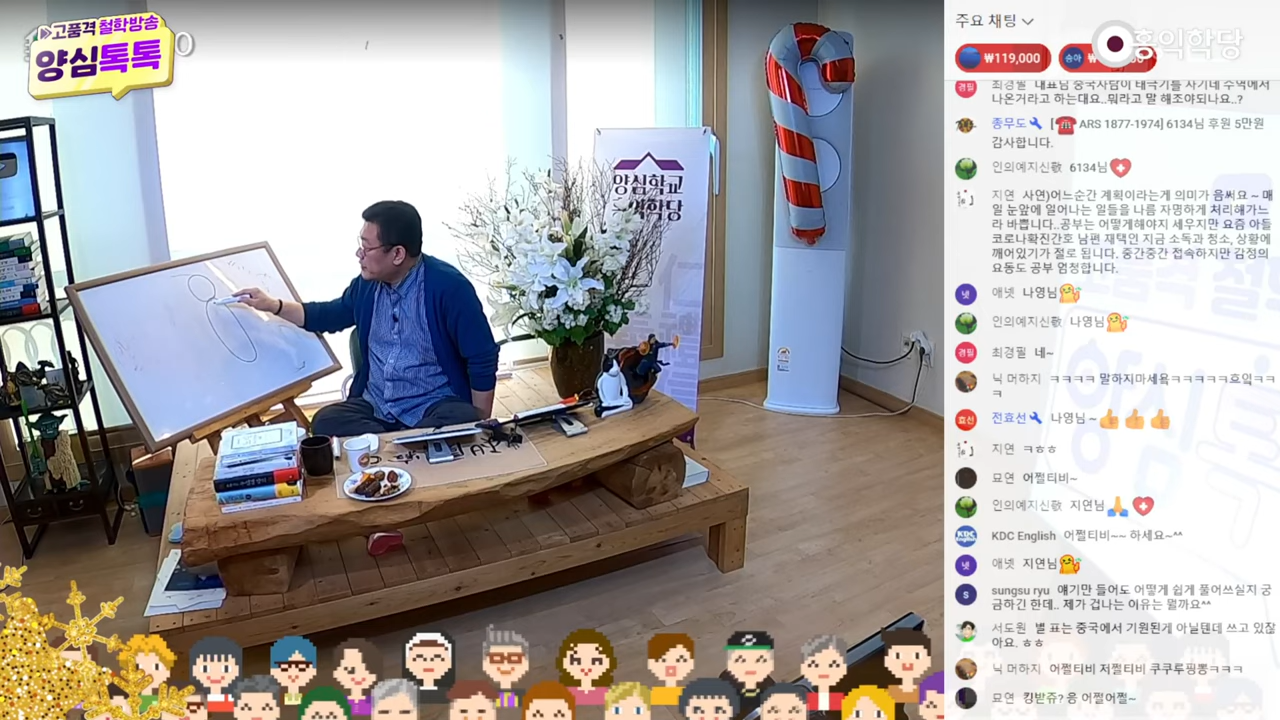 고품격 철학방송
양심톡톡
양심학교
주요 채팅
홍익학당
₩119,000
승아
최경필 대표님 중국사람이 태극기를 자기네 주역에서
나온거라고 하는대요..뭐라고 말 해조야되나요..?
종무도 [ ARS 1877-1974] 6134님 후원 5만원
감사합니다.
인의예지신敬 6134님
지연 사연)어느순간 계획이라는게 의미가 음써요 ~ 매
일 눈앞에 일어나는 일들을 나름 자명하게 처리해가느
라 바쁩니다..공부는 어떻게해야지 세우지만 요즘 아들
코로나확진간호 남편 재택인 지금 소독과 청소, 상황에
깨어있기가 절로 됩니다. 중간중간 접속하지만 감정의
요동도 공부 엄청합니다.
넷 애넷 나영님
인의예지신敬 나영님
경필 최경필 네~
닉 머하지 ㅋㅋㅋㅋ 말하지마세욬ㅋㅋㅋㅋㅋ흐익ㅋㅋ
ㅋ
효선 전효선 나영님 ~
지연 ㅋㅎㅎ
묘연 어쩔티비~
인의예지신敬 지연님
KDC English KDC English 어쩔티비~~ 하세요~^^
넷 애넷 지연님
S sungsu ryu 얘기만 들어도 어떻게 쉽게 풀어쓰실지 궁
금하긴 한데.. 제가 겁나는 이유는 뭘까요^^
서도원 별 표는 중국에서 기원된게 아닐텐데 쓰고 있잖
아요. ㅎㅎ
닉 머하지 어쩔티비 저쩔티비 쿠쿠루핑뽕ㅋㅋㅋ
묘연 킹받쥬? 응 어쩔어쩔~